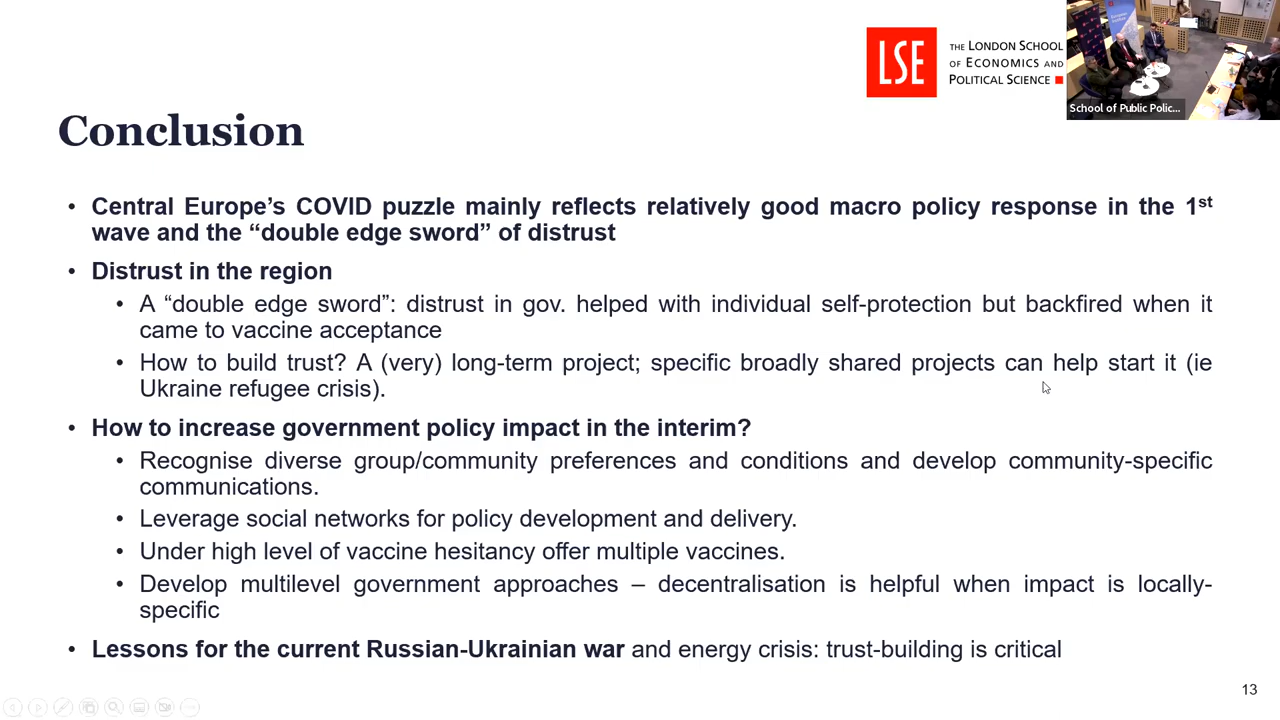 LSE
THE LONDON SCHOOL
OF ECONOMICS AND
POLITICAL SCIENCE
School of Public Polic...
Conclusion
• Central Europe's COVID puzzle mainly reflects relatively good macro policy response in the 1st
wave and the “double edge sword” of distrust
• Distrust in the region
• A “double edge sword”: distrust in gov. helped with individual self-protection but backfired when it
came to vaccine acceptance
• How to build trust? A (very) long-term project; specific broadly shared projects can help start it (ie
Ukraine refugee crisis).
• How to increase government policy impact in the interim?
• Recognise diverse group/community preferences and conditions and develop community-specific
communications.
• Leverage social networks for policy development and delivery.
• Under high level of vaccine hesitancy offer multiple vaccines.
• Develop multilevel government approaches – decentralisation is helpful when impact is locally-
specific
• Lessons for the current Russian-Ukrainian war and energy crisis: trust-building is critical
13